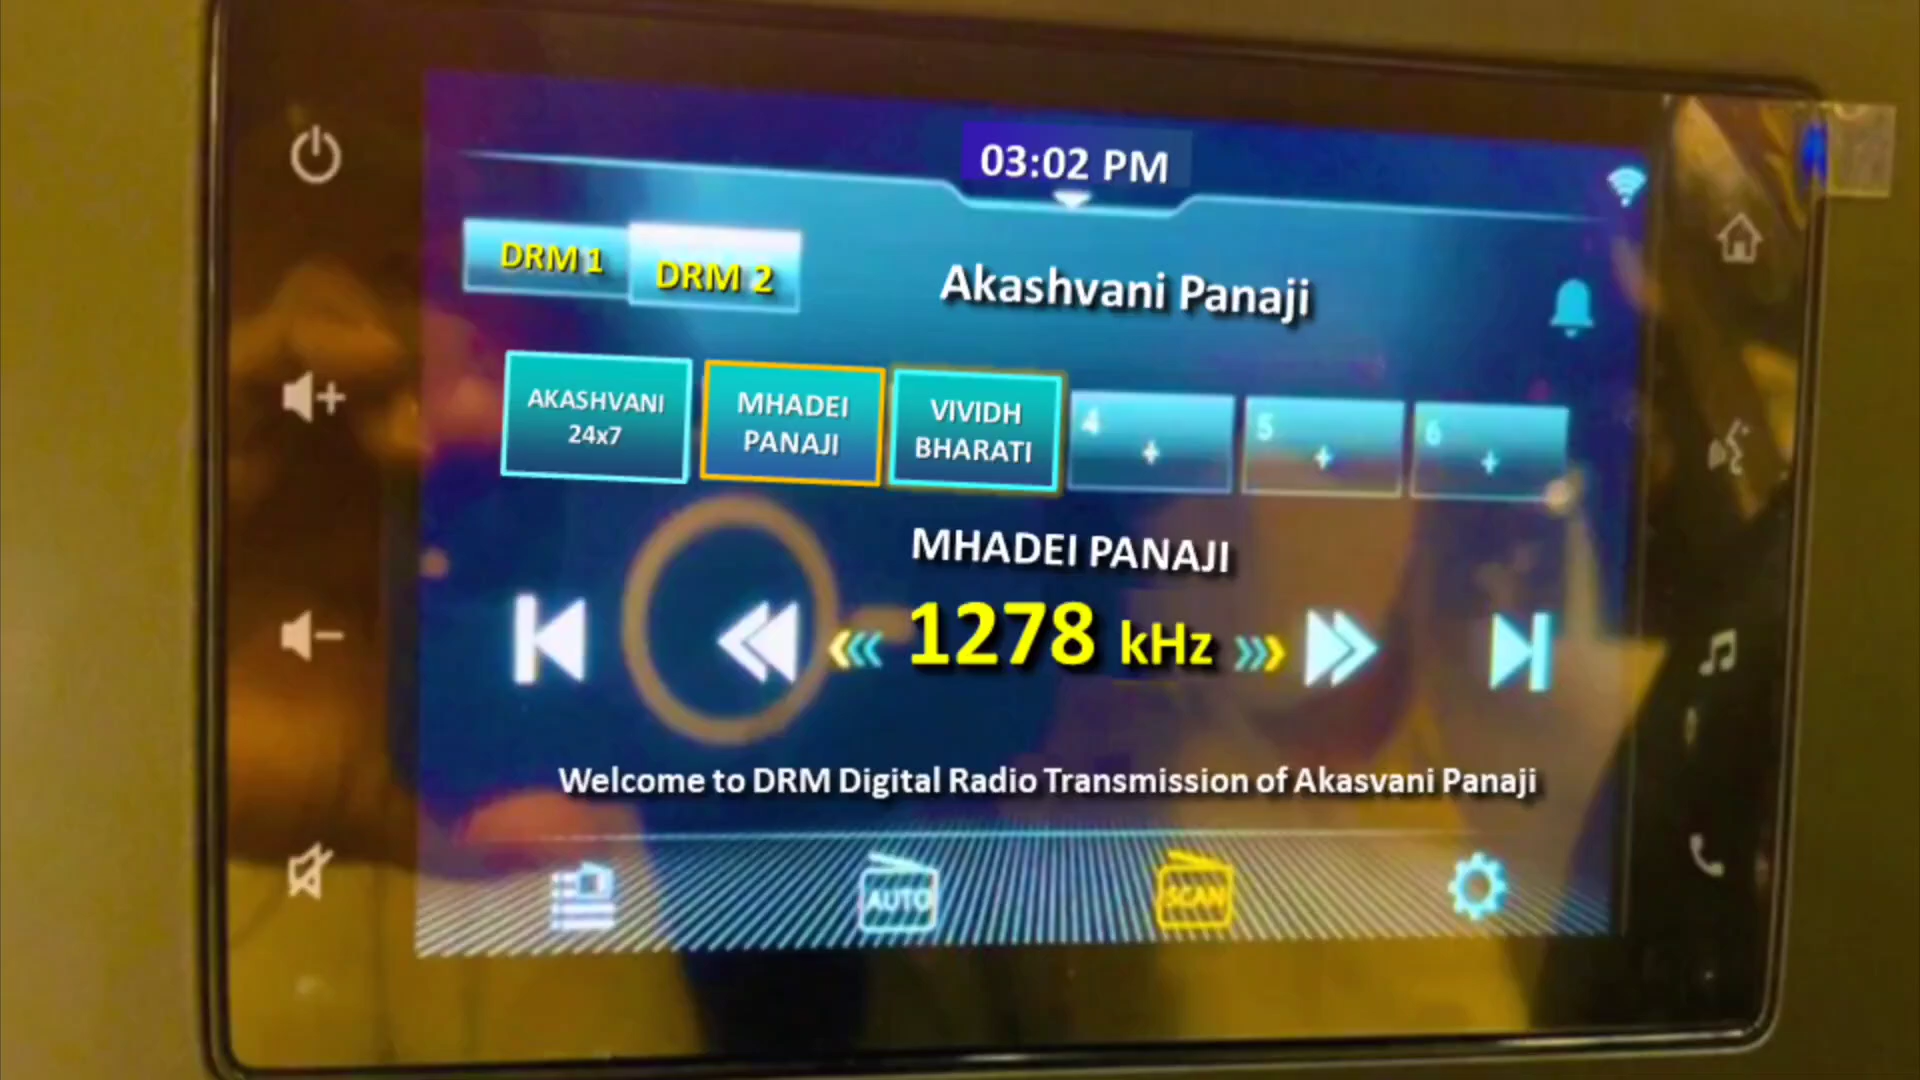 03:02 PM
DRM 1
DRM 2
Akashvani Panaji
AKASHVANI
24x7
MHADEI
PANAJI
VIVIDH
BHARATI
4
+
5
+
6
+
MHADEI PANAJI
1278 kHz
Welcome to DRM Digital Radio Transmission of Akasvani Panaji
AUTO
SCAN